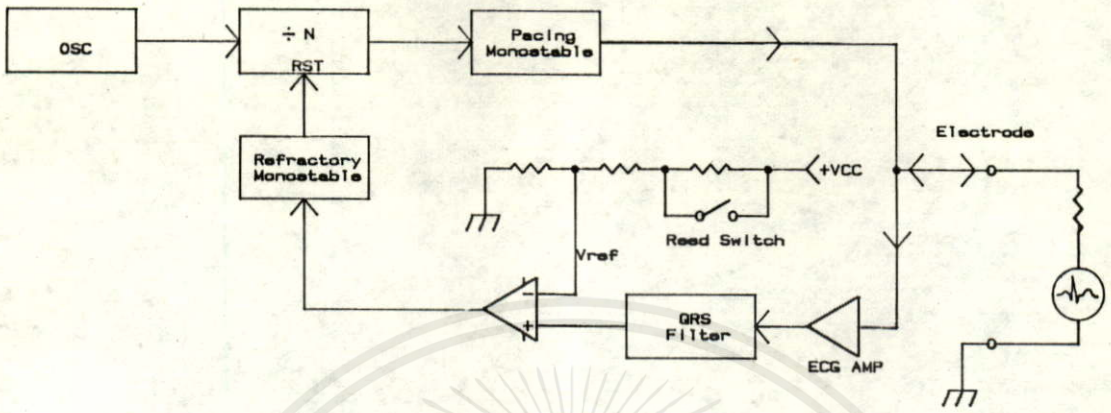 OSC
÷ N
RST
Pacing
Monostable
Refractory
Monostable
Electrode
+VCC
Reed Switch
Vref
-
+
QRS
Filter
ECG AMP